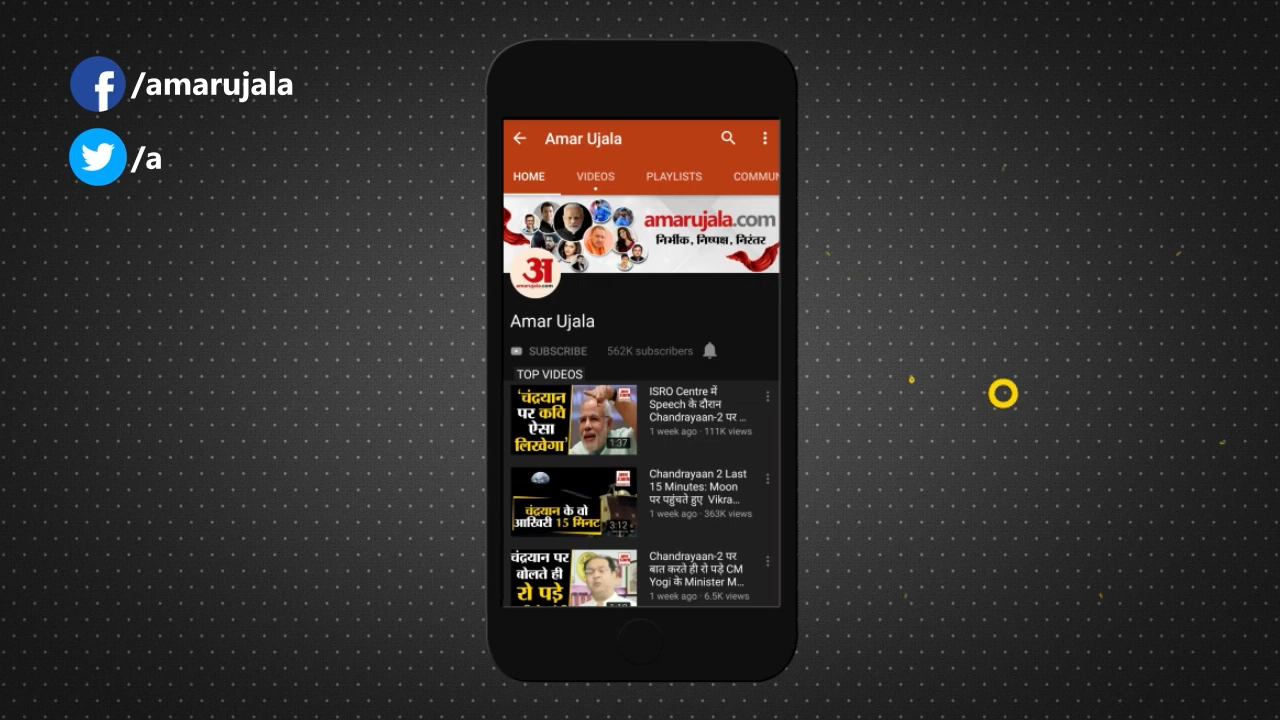 /amarujala
/a
Amar Ujala
HOME
VIDEOS
PLAYLISTS
COMMUN
amarujala.com
निर्भीक, निष्पक्ष, निरंतर
अ
amarujala.com
Amar Ujala
SUBSCRIBE
562K subscribers
TOP VIDEOS
'चंद्रयान
पर कवि
ऐसा
लिखेगा'
1:37
ISRO Centre में
Speech के दौरान
Chandrayaan-2 पर ...
1 week ago · 111K views
चंद्रयान के वो
आखिरी 15 मिनट
3:12
Chandrayaan 2 Last
15 Minutes: Moon
पर पहुंचते हुए Vikra...
1 week ago · 363K views
चंद्रयान पर
बोलते ही
रो पड़े
Chandrayaan-2 पर
बात करते ही रो पड़े CM
Yogi के Minister M...
1 week ago · 6.5K views